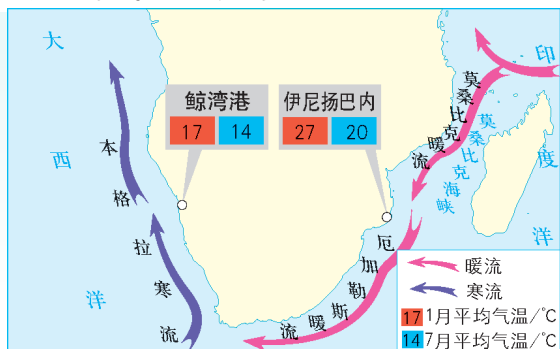 大西洋
印度洋
鲸湾港
17 14
伊尼扬巴内
27 20
莫桑比克暖流
莫桑比克海峡
本格拉寒流
厄加勒斯暖流
暖流
寒流
17 1月平均气温/℃
14 7月平均气温/℃